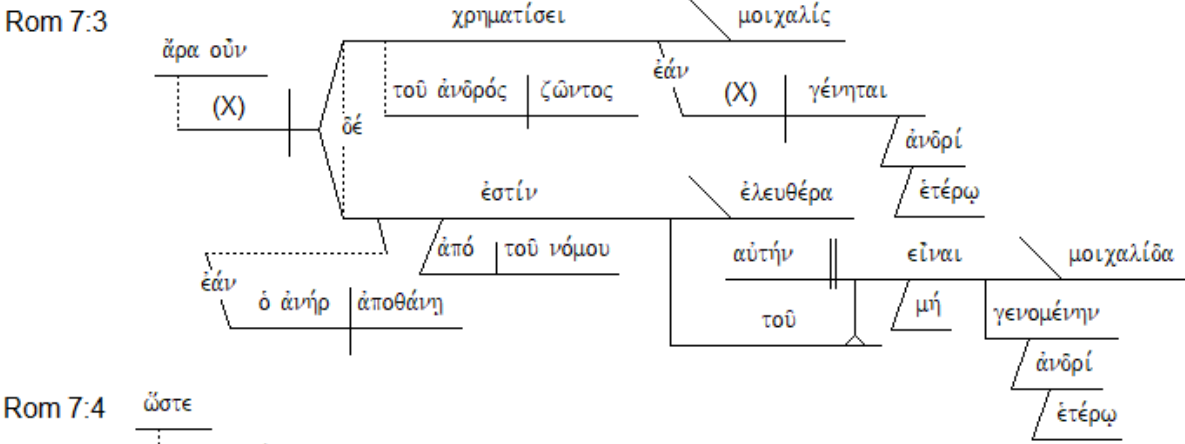 Rom 7:3
χρηματίσει μοιχαλίς
ἄρα οὖν
ἐάν
(X) τοῦ ἀνδρός ζῶντος (X) γένηται
δέ
ἀνδρί
ἐστίν ἐλευθέρα ἑτέρῳ
ἀπό τοῦ νόμου αὐτήν εἶναι μοιχαλίδα
ἐάν
ὁ ἀνήρ ἀποθάνῃ τοῦ μή γενομένην
ἀνδρί
Rom 7:4 ὥστε ἑτέρῳ